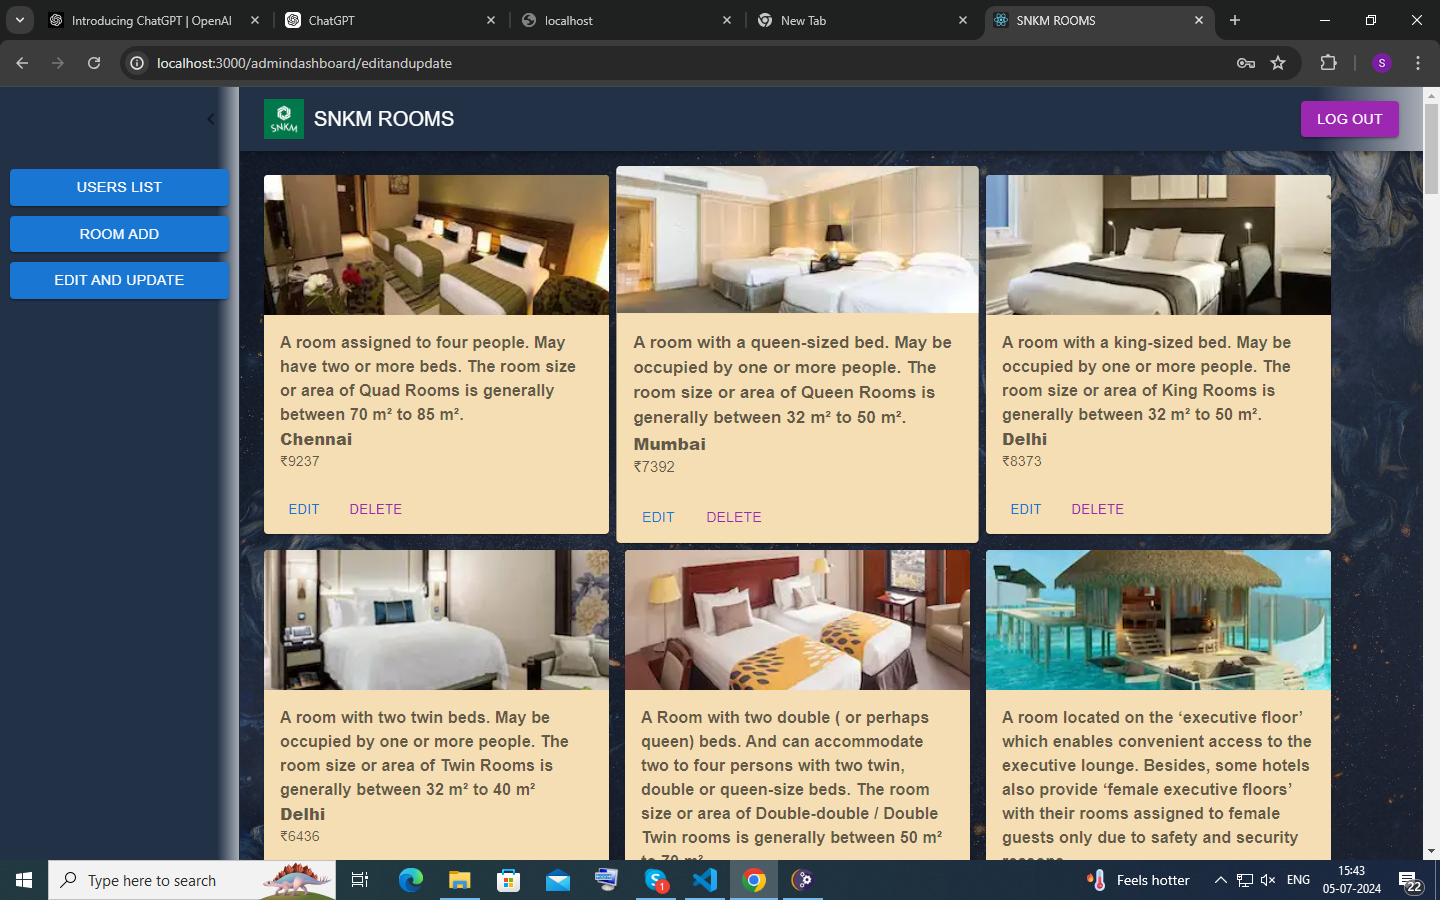 Introducing ChatGPT | OpenAI
ChatGPT
localhost
New Tab
SNKM ROOMS
localhost:3000/admindashboard/editandupdate
S
SNKM
SNKM ROOMS
LOG OUT
USERS LIST
ROOM ADD
EDIT AND UPDATE
A room assigned to four people. May
have two or more beds. The room size
or area of Quad Rooms is generally
between 70 m² to 85 m².
Chennai
₹9237
EDIT DELETE
A room with a queen-sized bed. May be
occupied by one or more people. The
room size or area of Queen Rooms is
generally between 32 m² to 50 m².
Mumbai
₹7392
EDIT DELETE
A room with a king-sized bed. May be
occupied by one or more people. The
room size or area of King Rooms is
generally between 32 m² to 50 m².
Delhi
₹8373
EDIT DELETE
A room with two twin beds. May be
occupied by one or more people. The
room size or area of Twin Rooms is
generally between 32 m² to 40 m²
Delhi
₹6436
A Room with two double ( or perhaps
queen) beds. And can accommodate
two to four persons with two twin,
double or queen-size beds. The room
size or area of Double-double / Double
Twin rooms is generally between 50 m²
to 70 m²
A room located on the ‘executive floor’
which enables convenient access to the
executive lounge. Besides, some hotels
also provide ‘female executive floors’
with their rooms assigned to female
guests only due to safety and security
reasons
Type here to search
1
Feels hotter
ENG
15:43
05-07-2024
22